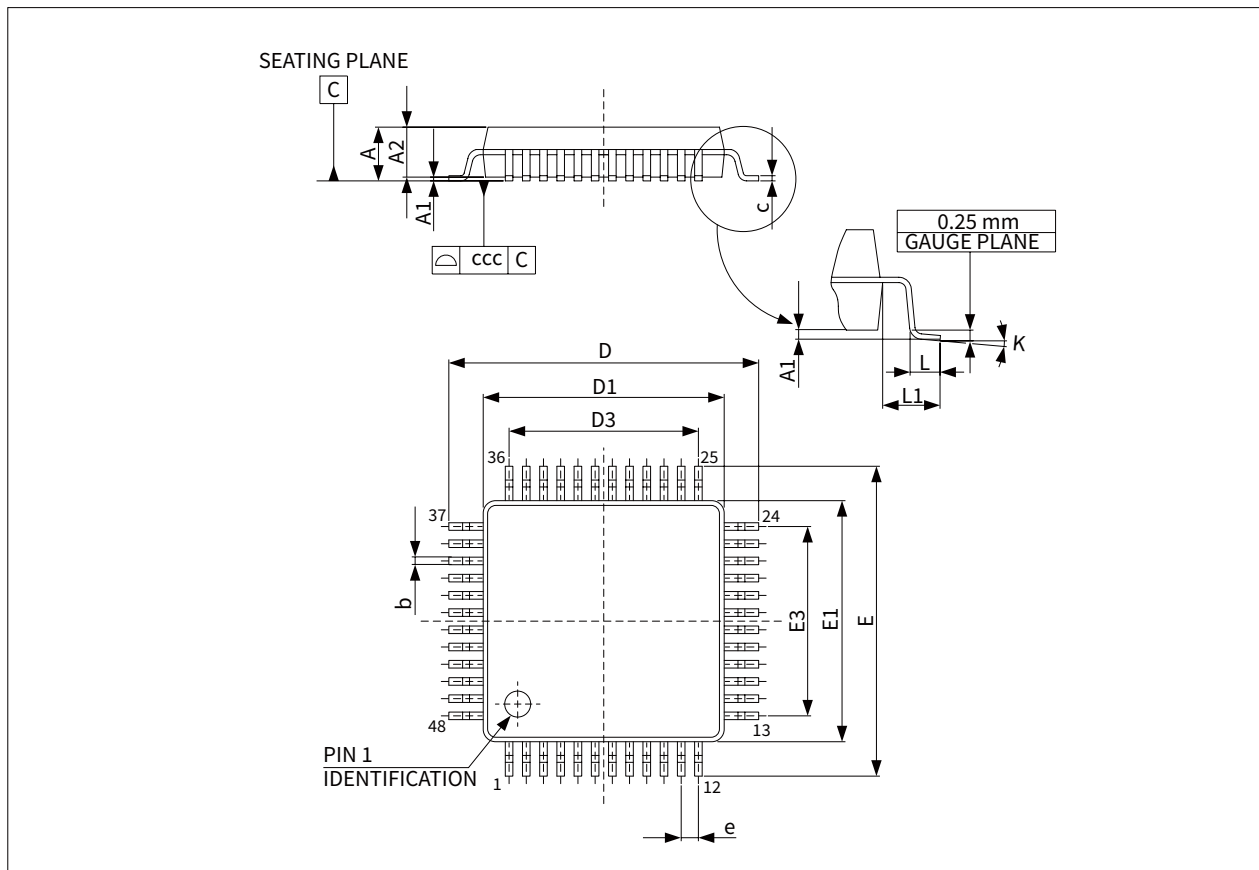 SEATING PLANE
C
A
A2
A1
c
ccc C
0.25 mm
GAUGE PLANE
A1
K
L
L1
D
D1
D3
36
25
37
24
b
E3
E1
E
48
13
PIN 1
IDENTIFICATION
1
12
e